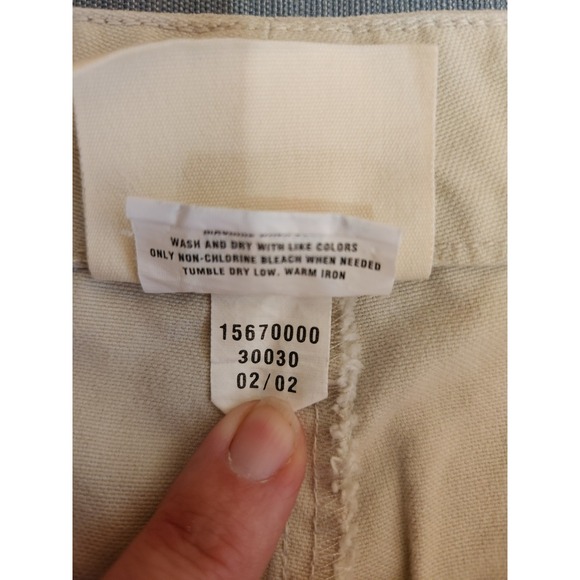 WASH AND DRY WITH LIKE COLORS
ONLY NON-CHLORINE BLEACH WHEN NEEDED
TUMBLE DRY LOW. WARM IRON
15670000
30030
02/02